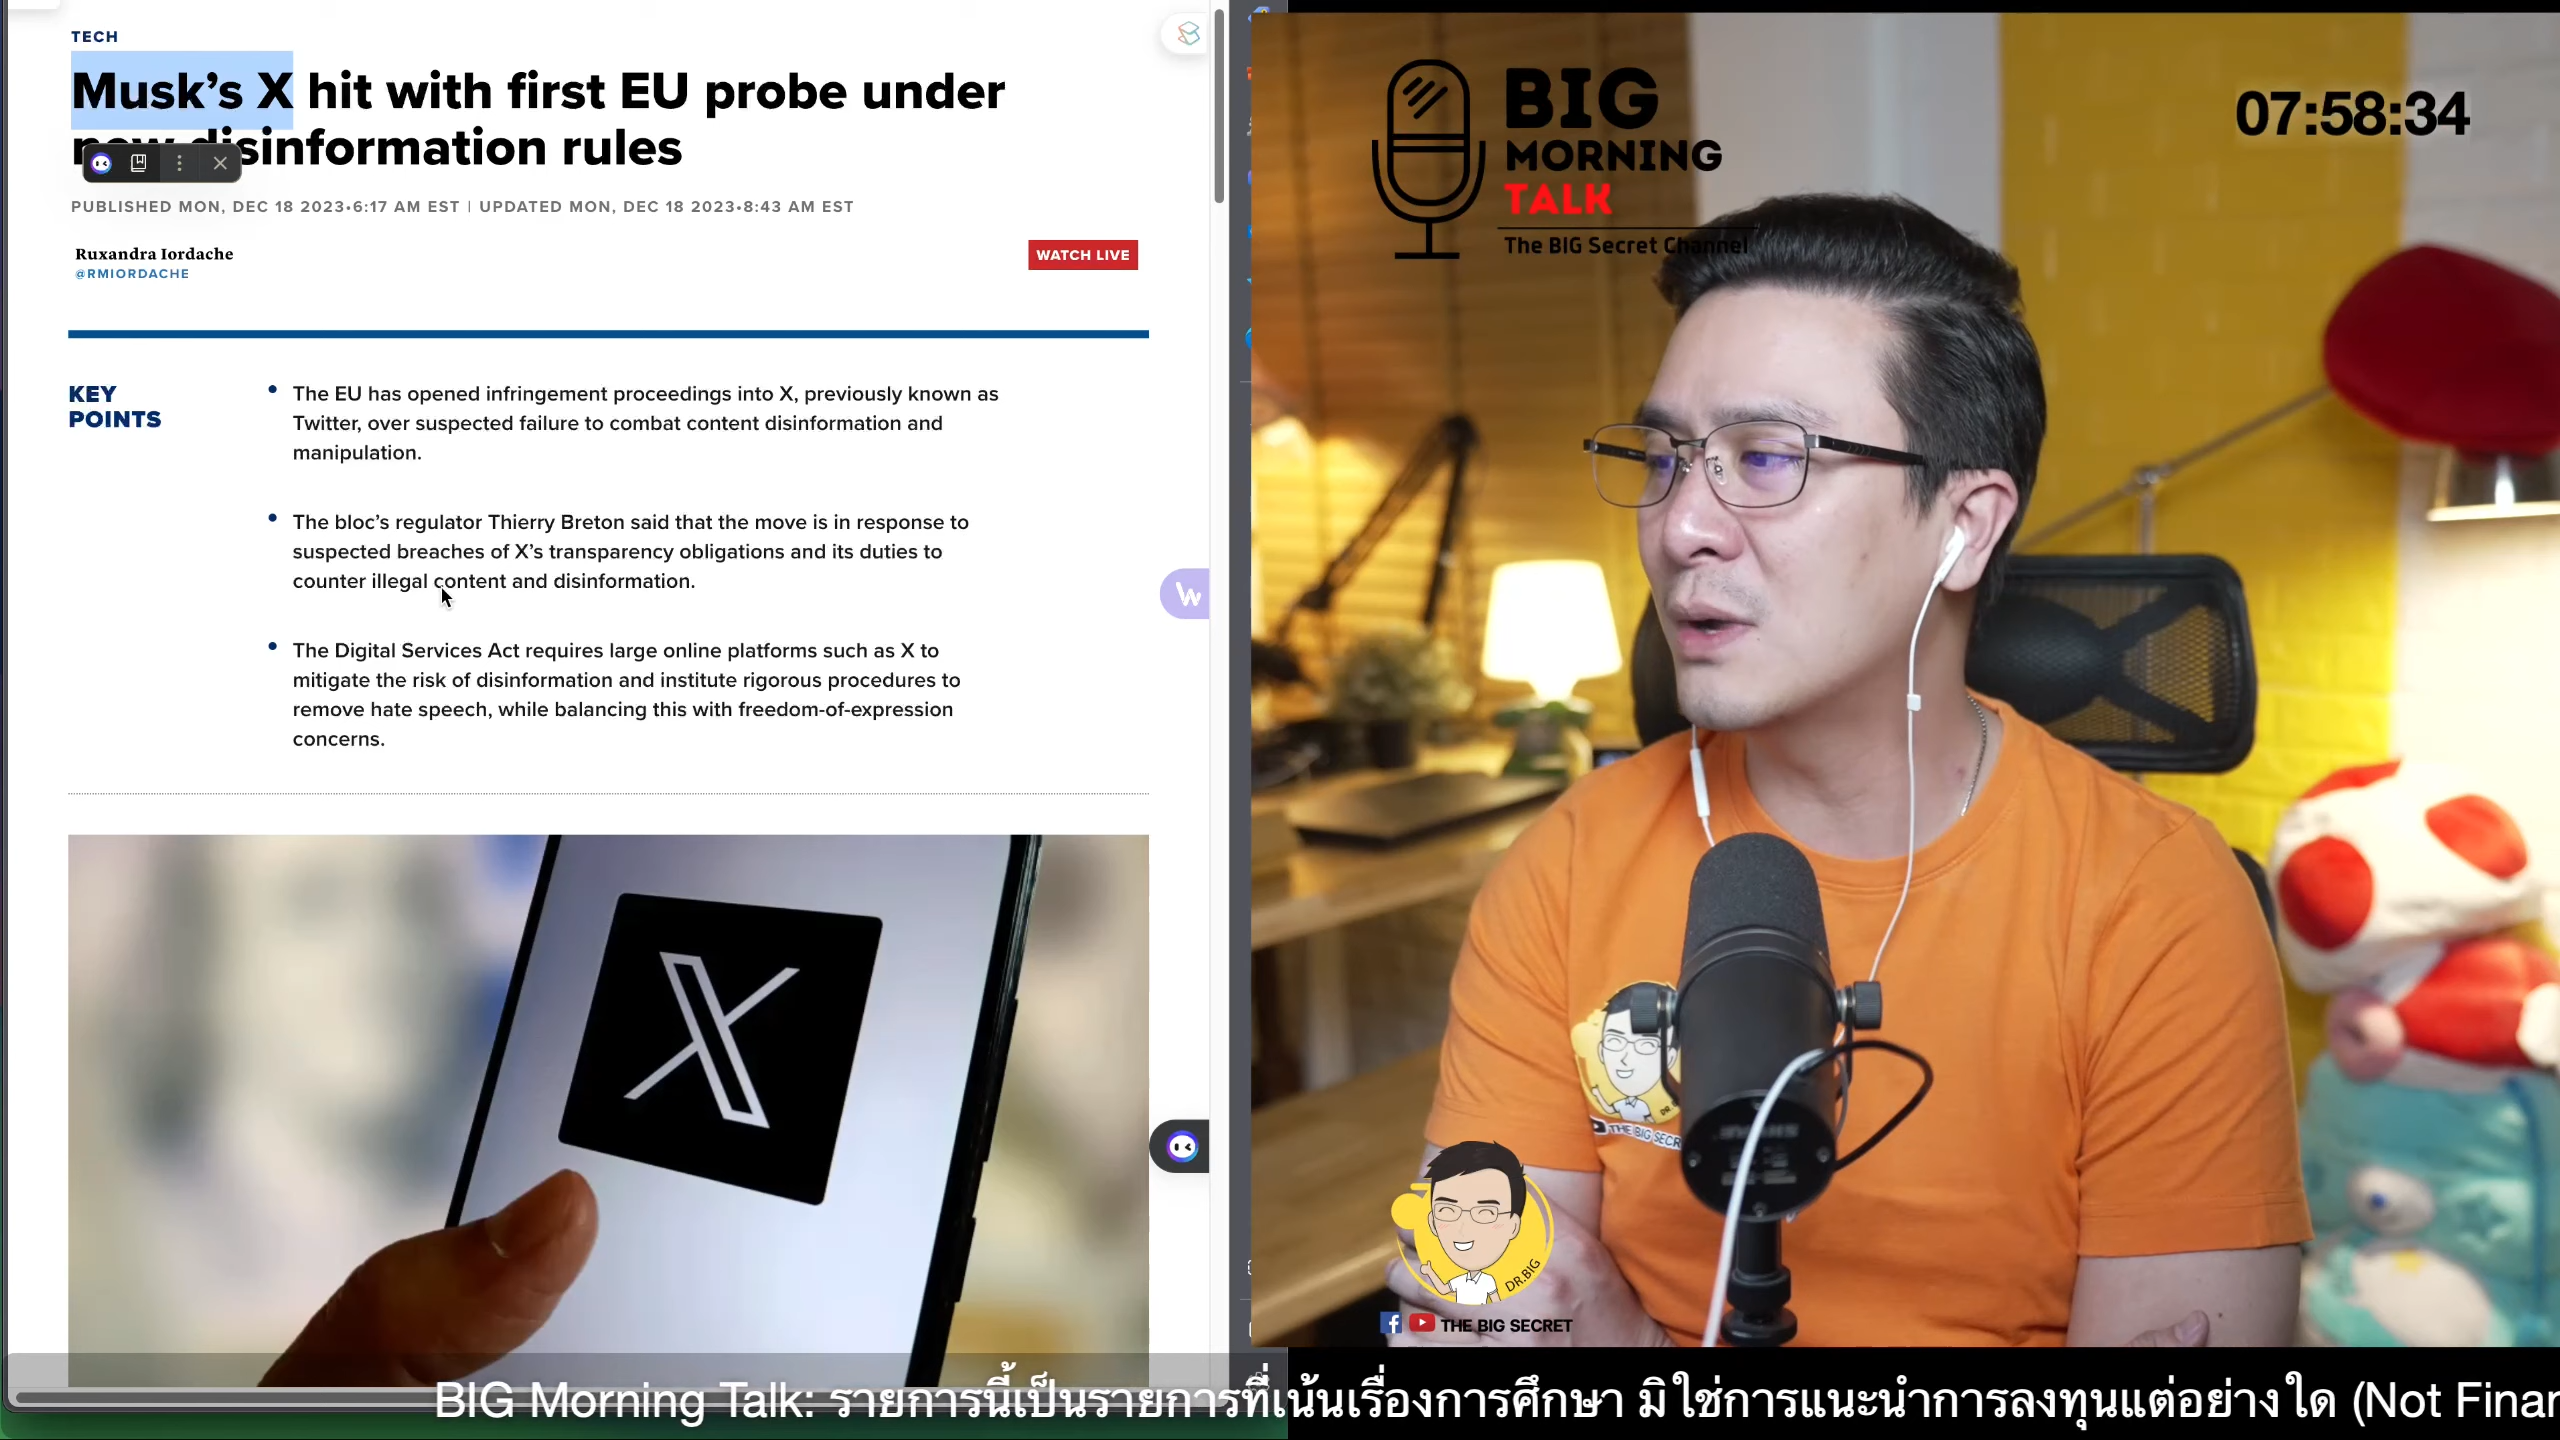 TECH
Musk’s X hit with first EU probe under
new disinformation rules
PUBLISHED MON, DEC 18 2023•6:17 AM EST | UPDATED MON, DEC 18 2023•8:43 AM EST
Ruxandra Iordache
@RMIORDACHE
WATCH LIVE
KEY
POINTS
The EU has opened infringement proceedings into X, previously known as
Twitter, over suspected failure to combat content disinformation and
manipulation.
The bloc’s regulator Thierry Breton said that the move is in response to
suspected breaches of X’s transparency obligations and its duties to
counter illegal content and disinformation.
The Digital Services Act requires large online platforms such as X to
mitigate the risk of disinformation and institute rigorous procedures to
remove hate speech, while balancing this with freedom-of-expression
concerns.
X
W
BIG
MORNING
TALK
The BIG Secret Channel
07:58:34
DR.
THE BIG SECR
DR.BIG
THE BIG SECRET
BIG Morning Talk: รายการนี้เป็นรายการที่เน้นเรื่องการศึกษา มิใช่การแนะนำการลงทุนแต่อย่างใด (Not Finan